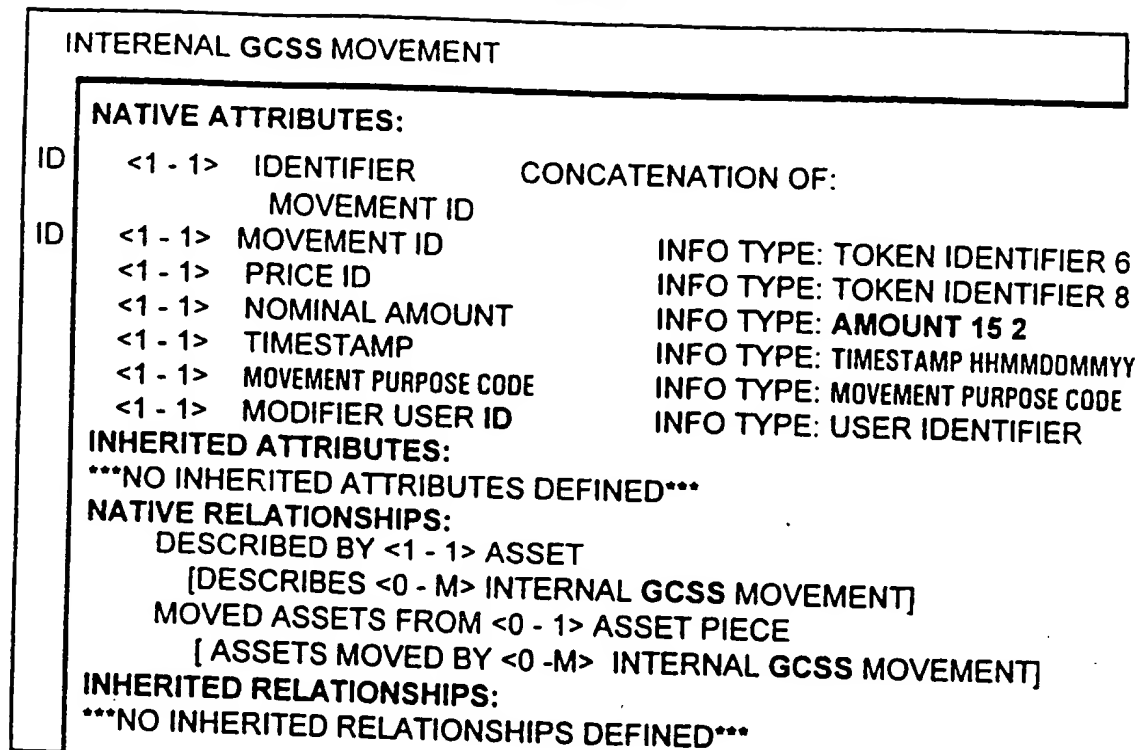 INTERENAL GCSS MOVEMENT
NATIVE ATTRIBUTES:
ID <1 - 1> IDENTIFIER CONCATENATION OF:
MOVEMENT ID
ID <1 - 1> MOVEMENT ID INFO TYPE: TOKEN IDENTIFIER 6
<1 - 1> PRICE ID INFO TYPE: TOKEN IDENTIFIER 8
<1 - 1> NOMINAL AMOUNT INFO TYPE: AMOUNT 15 2
<1 - 1> TIMESTAMP INFO TYPE: TIMESTAMP HHMMDDMMYY
<1 - 1> MOVEMENT PURPOSE CODE INFO TYPE: MOVEMENT PURPOSE CODE
<1 - 1> MODIFIER USER ID INFO TYPE: USER IDENTIFIER
INHERITED ATTRIBUTES:
***NO INHERITED ATTRIBUTES DEFINED***
NATIVE RELATIONSHIPS:
DESCRIBED BY <1 - 1> ASSET
[DESCRIBES <0 - M> INTERNAL GCSS MOVEMENT]
MOVED ASSETS FROM <0 - 1> ASSET PIECE
[ ASSETS MOVED BY <0 -M> INTERNAL GCSS MOVEMENT]
INHERITED RELATIONSHIPS:
***NO INHERITED RELATIONSHIPS DEFINED***